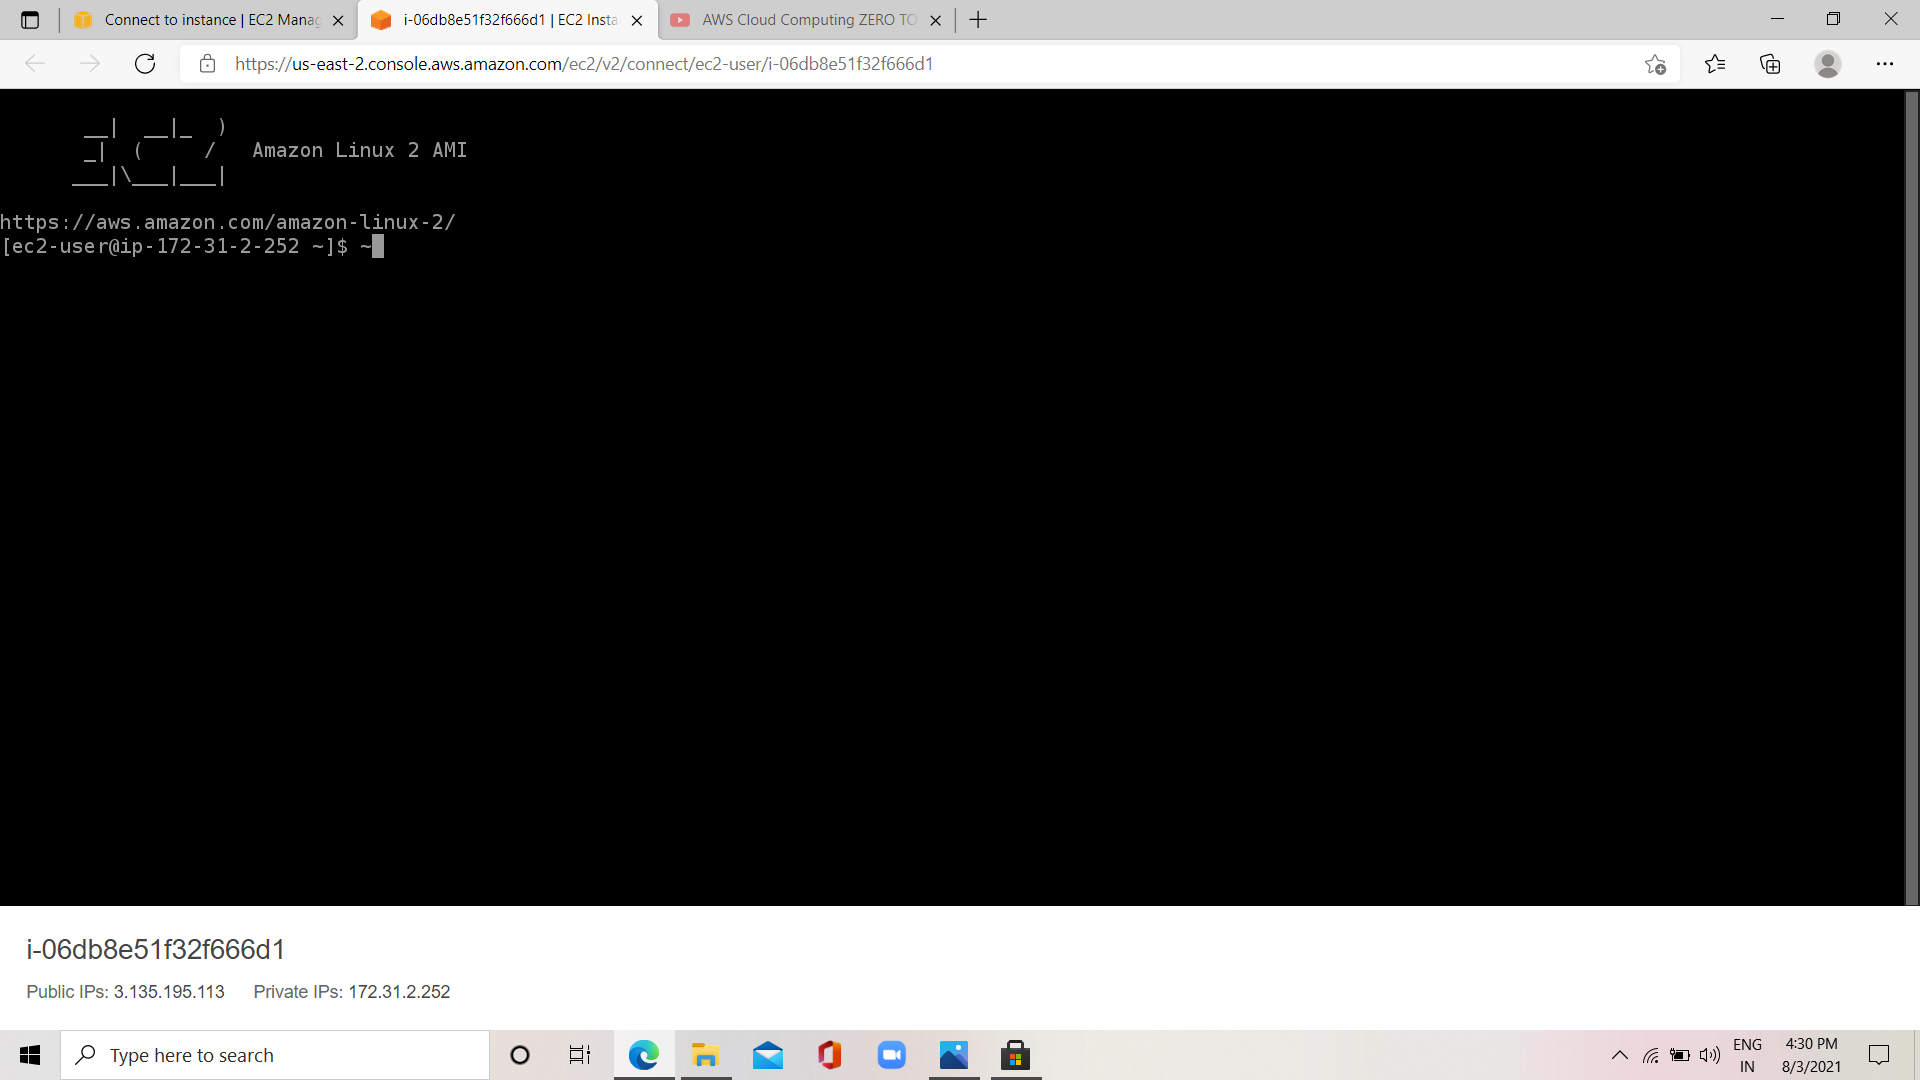 Connect to instance | EC2 Manag
i-06db8e51f32f666d1 | EC2 Insta
AWS Cloud Computing ZERO TO
https://us-east-2.console.aws.amazon.com/ec2/v2/connect/ec2-user/i-06db8e51f32f666d1
       __|  __|_  )
       _|  (     /   Amazon Linux 2 AMI
      ___|\___|___|
https://aws.amazon.com/amazon-linux-2/
[ec2-user@ip-172-31-2-252 ~]$ ~
i-06db8e51f32f666d1
Public IPs: 3.135.195.113 Private IPs: 172.31.2.252
Type here to search
ENG
IN
4:30 PM
8/3/2021